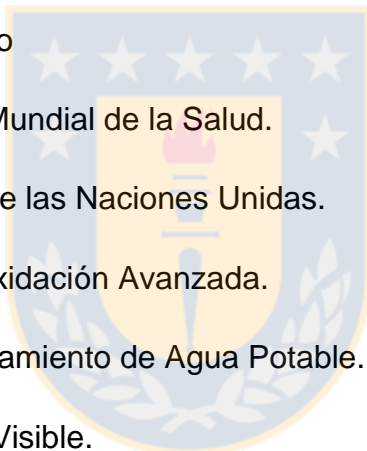 o
Mundial de la Salud.
e las Naciones Unidas.
xidación Avanzada.
amiento de Agua Potable.
Visible.